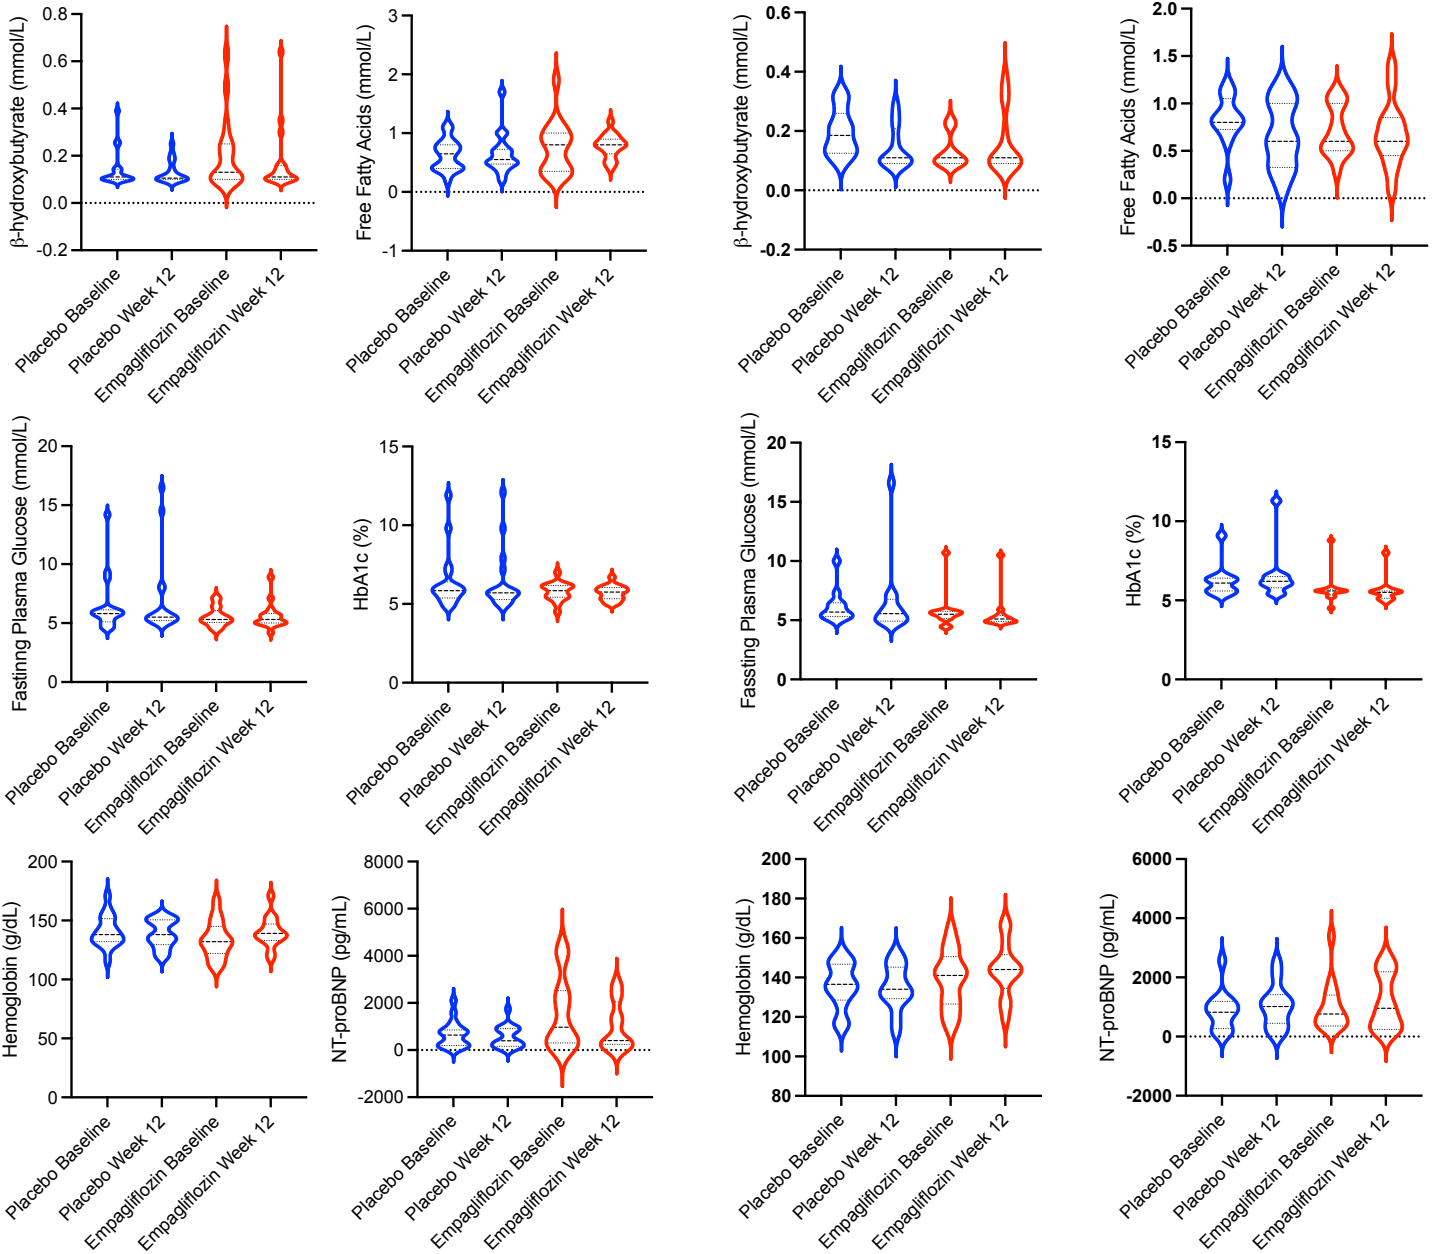 β-hydroxybutyrate (mmol/L)
0.8
0.6
0.4
0.2
0.0
-0.2
Placebo Baseline
Placebo Week 12
Empagliflozin Baseline
Empagliflozin Week 12
Free Fatty Acids (mmol/L)
3
2
1
0
-1
Placebo Baseline
Placebo Week 12
Empagliflozin Baseline
Empagliflozin Week 12
β-hydroxybutyrate (mmol/L)
0.6
0.4
0.2
0.0
-0.2
Placebo Baseline
Placebo Week 12
Empagliflozin Baseline
Empagliflozin Week 12
Free Fatty Acids (mmol/L)
2.0
1.5
1.0
0.5
0.0
-0.5
Placebo Baseline
Placebo Week 12
Empagliflozin Baseline
Empagliflozin Week 12
Fastinng Plasma Glucose (mmol/L)
20
15
10
5
0
Placebo Baseline
Placebo Week 12
Empagliflozin Baseline
Empagliflozin Week 12
HbA1c (%)
15
10
5
0
Placebo Baseline
Placebo Week 12
Empagliflozin Baseline
Empagliflozin Week 12
Fassting Plasma Glucose (mmol/L)
20
15
10
5
0
Placebo Baseline
Placebo Week 12
Empagliflozin Baseline
Empagliflozin Week 12
HbA1c (%)
15
10
5
0
Placebo Baseline
Placebo Week 12
Empagliflozin Baseline
Empagliflozin Week 12
Hemoglobin (g/dL)
200
150
100
50
0
Placebo Baseline
Placebo Week 12
Empagliflozin Baseline
Empagliflozin Week 12
NT-proBNP (pg/mL)
8000
6000
4000
2000
0
-2000
Placebo Baseline
Placebo Week 12
Empagliflozin Baseline
Empagliflozin Week 12
Hemoglobin (g/dL)
200
180
160
140
120
100
80
Placebo Baseline
Placebo Week 12
Empagliflozin Baseline
Empagliflozin Week 12
NT-proBNP (pg/mL)
6000
4000
2000
0
-2000
Placebo Baseline
Placebo Week 12
Empagliflozin Baseline
Empagliflozin Week 12